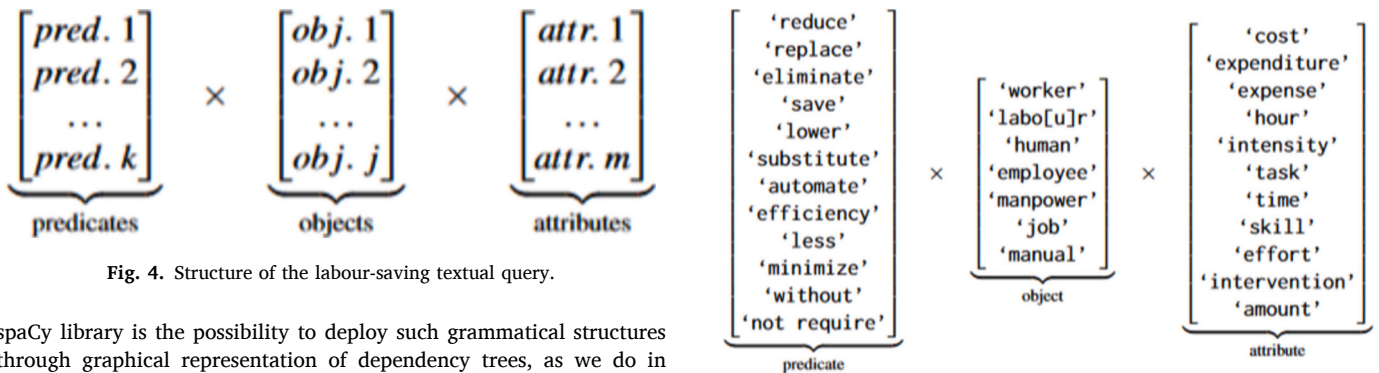 pred. 1
pred. 2
...
pred. k
predicates
×
obj. 1
obj. 2
...
obj. j
objects
×
attr. 1
attr. 2
...
attr. m
attributes
Fig. 4. Structure of the labour-saving textual query.
spaCy library is the possibility to deploy such grammatical structures
through graphical representation of dependency trees, as we do in
‘reduce’
‘replace’
‘eliminate’
‘save’
‘lower’
‘substitute’
‘automate’
‘efficiency’
‘less’
‘minimize’
‘without’
‘not require’
predicate
×
‘worker’
‘labo[u]r’
‘human’
‘employee’
‘manpower’
‘job’
‘manual’
object
×
‘cost’
‘expenditure’
‘expense’
‘hour’
‘intensity’
‘task’
‘time’
‘skill’
‘effort’
‘intervention’
‘amount’
attribute